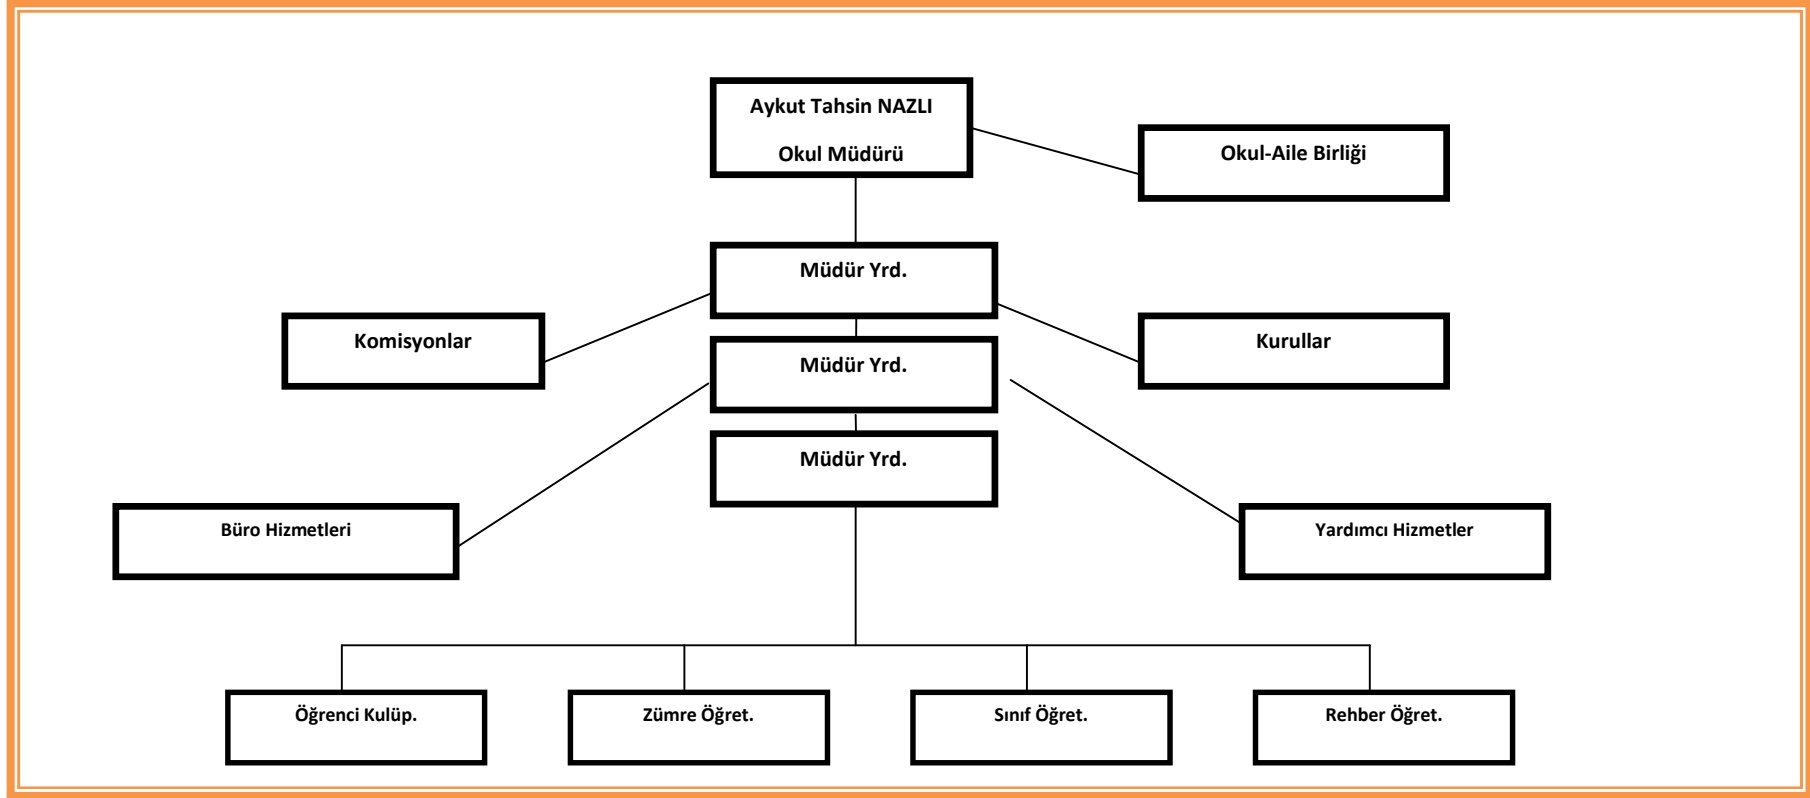 Aykut Tahsin NAZLI
Okul Müdürü
Okul-Aile Birliği
Müdür Yrd.
Komisyonlar
Kurullar
Müdür Yrd.
Müdür Yrd.
Büro Hizmetleri
Yardımcı Hizmetler
Öğrenci Kulüp.
Zümre Öğret.
Sınıf Öğret.
Rehber Öğret.